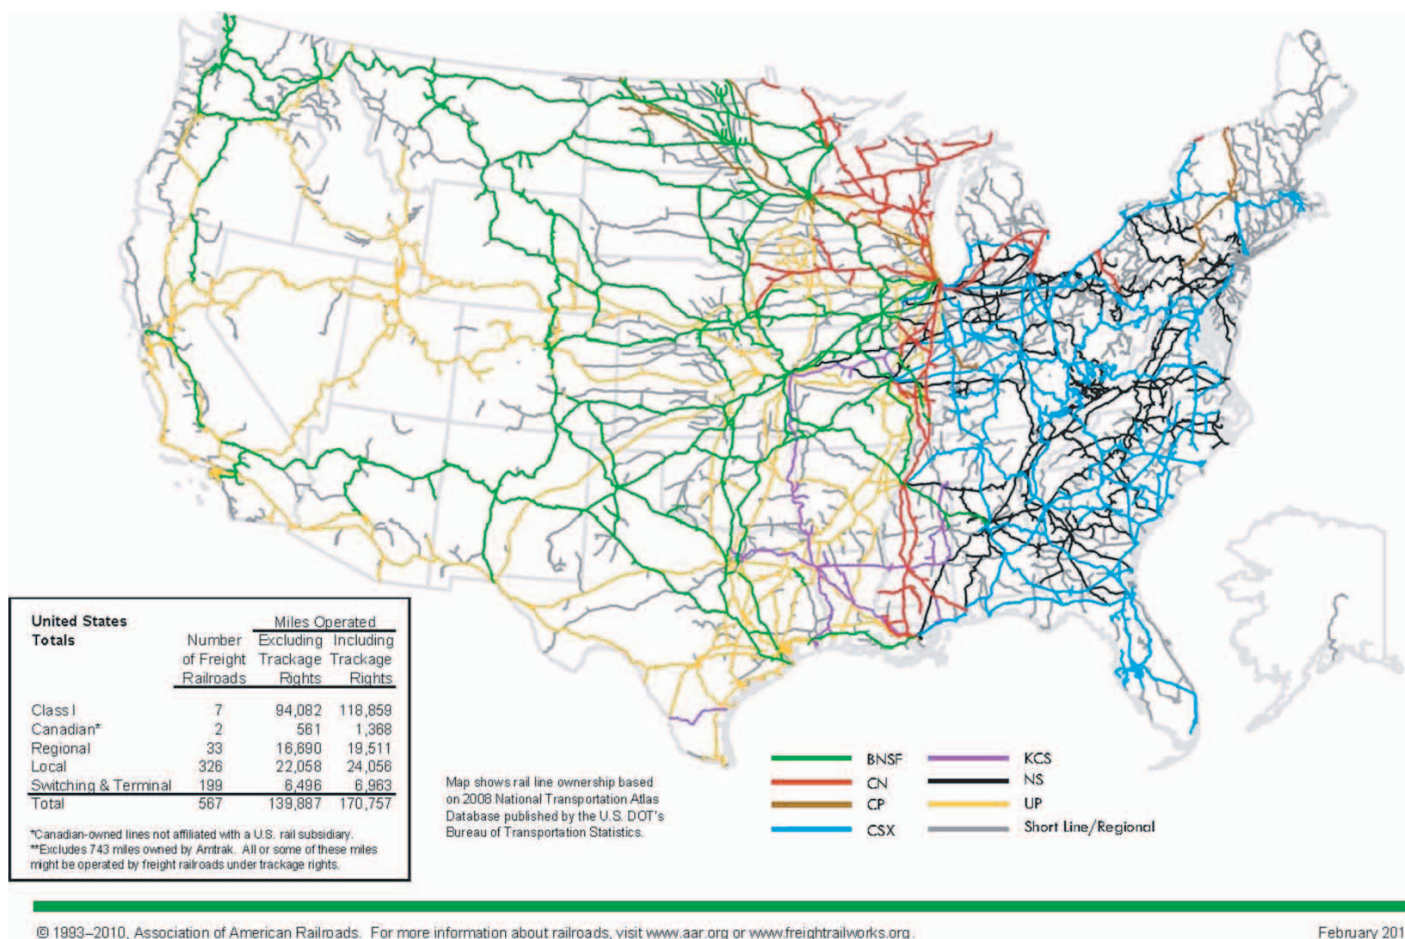 United States
Totals
Number
of Freight
Railroads
Miles Operated
Excluding Including
Trackage Trackage
Rights Rights
Class I 7 94,082 118,859
Canadian* 2 561 1,368
Regional 33 16,690 19,511
Local 326 22,058 24,056
Switching & Terminal 199 6,496 6,963
Total 567 139,887 170,757
*Canadian-owned lines not affiliated with a U.S. rail subsidiary.
**Excludes 743 miles owned by Amtrak. All or some of these miles
might be operated by freight railroads under trackage rights.
Map shows rail line ownership based
on 2008 National Transportation Atlas
Database published by the U.S. DOT's
Bureau of Transportation Statistics.
BNSF
CN
CP
CSX
KCS
NS
UP
Short Line/Regional
© 1993–2010, Association of American Railroads. For more information about railroads, visit www.aar.org or www.freightrailworks.org.
February 201